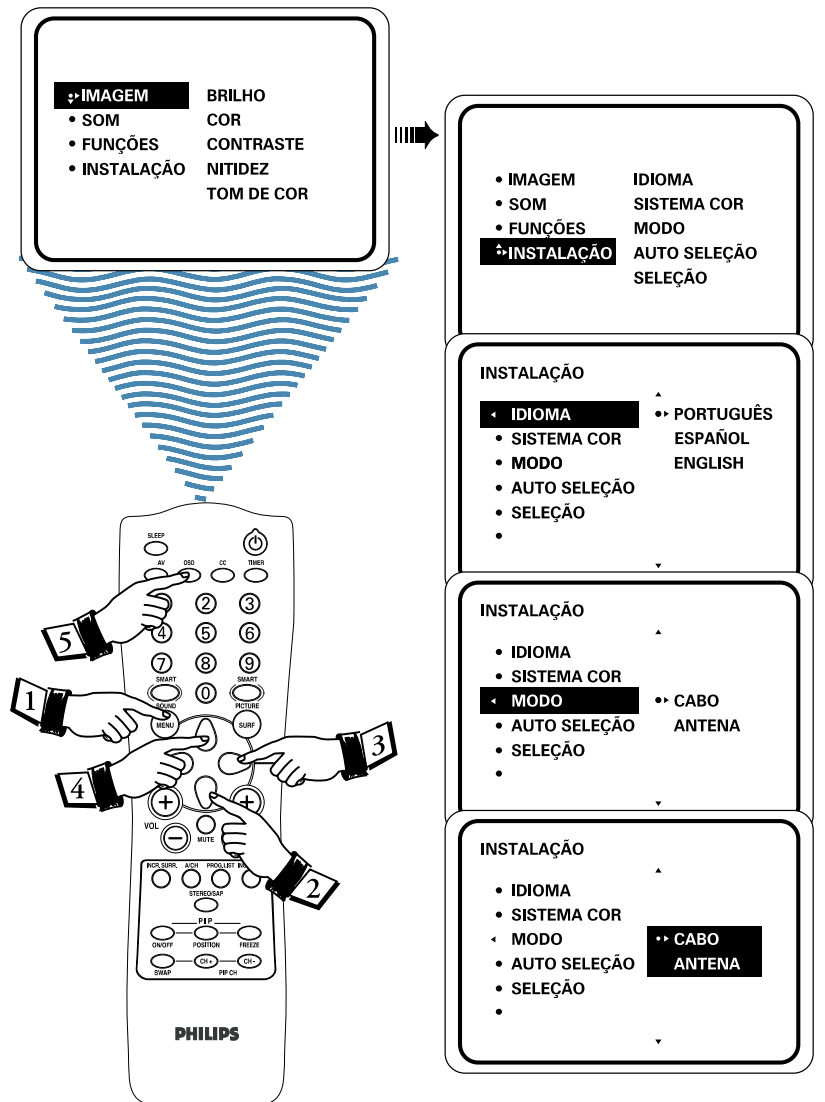 IMAGEM BRILHO
• SOM COR
• FUNÇÕES CONTRASTE
• INSTALAÇÃO NITIDEZ
TOM DE COR
• IMAGEM IDIOMA
• SOM SISTEMA COR
• FUNÇÕES MODO
INSTALAÇÃO AUTO SELEÇÃO
SELEÇÃO
INSTALAÇÃO
IDIOMA PORTUGUÊS
• SISTEMA COR ESPAÑOL
• MODO ENGLISH
• AUTO SELEÇÃO
• SELEÇÃO
•
INSTALAÇÃO
• IDIOMA
• SISTEMA COR
MODO CABO
• AUTO SELEÇÃO ANTENA
• SELEÇÃO
•
INSTALAÇÃO
• IDIOMA
• SISTEMA COR
MODO CABO
• AUTO SELEÇÃO ANTENA
• SELEÇÃO
•
SLEEP
AV OSD CC TIMER
2 3
5
4 5 6
7 8 9
SMART SMART
0
SOUND PICTURE
1
MENU SURF
3
4
+ +
VOL
−
MUTE
2
INCR. SURR. A/CH PROG.LIST
STEREO/SAP
PIP
ON/OFF POSITION FREEZE
CH + CH -
SWAP PIP CH
PHILIPS